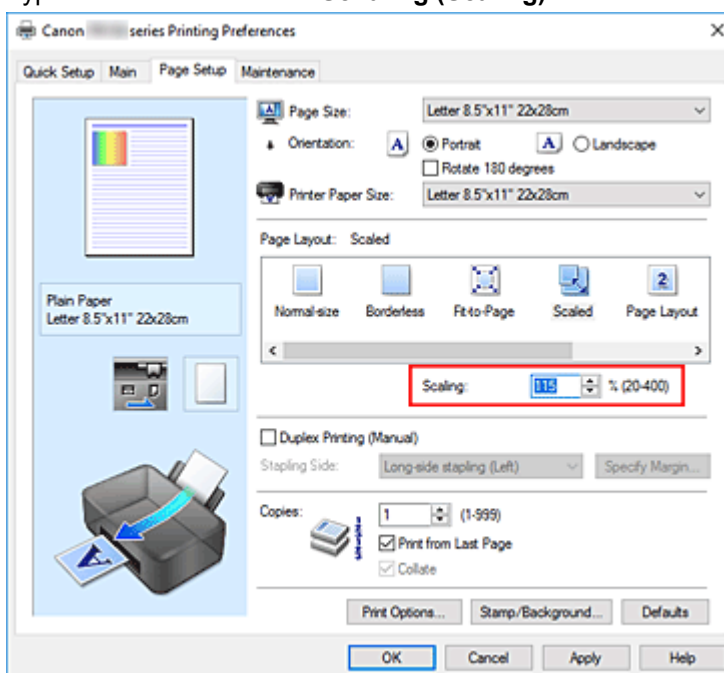 Scaling (Scaling)
Canon series Printing Preferences
Quick Setup Main Page Setup Maintenance
Page Size: Letter 8.5"x11" 22x28cm
Orientation: A Portrait A Landscape
Rotate 180 degrees
Printer Paper Size: Letter 8.5"x11" 22x28cm
Page Layout: Scaled
Normal-size Borderless Fit-to-Page Scaled Page Layout
Plain Paper
Letter 8.5"x11" 22x28cm
Scaling: 115 % (20-400)
Duplex Printing (Manual)
Stapling Side: Long-side stapling (Left) Specify Margin...
Copies: 1 (1-999)
Print from Last Page
Collate
Print Options... Stamp/Background... Defaults
OK Cancel Apply Help